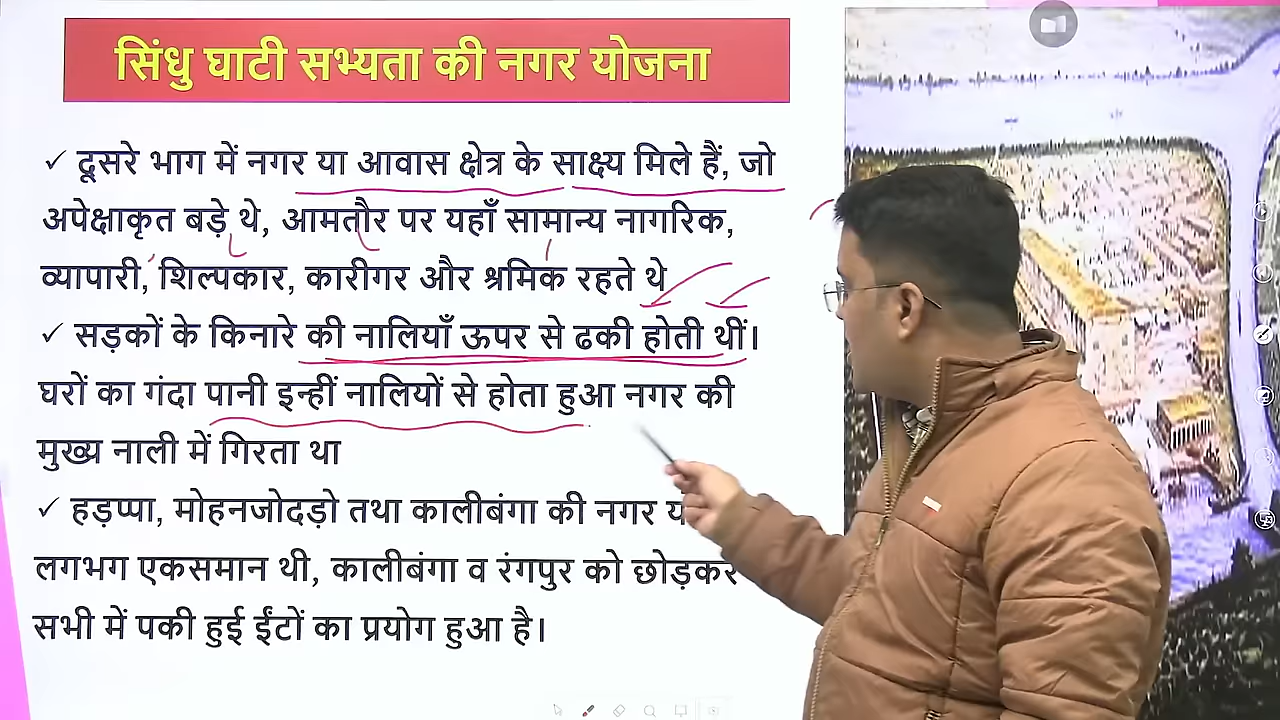 सिंधु घाटी सभ्यता की नगर योजना
✓ दूसरे भाग में नगर या आवास क्षेत्र के साक्ष्य मिले हैं, जो
अपेक्षाकृत बड़े थे, आमतौर पर यहाँ सामान्य नागरिक,
व्यापारी, शिल्पकार, कारीगर और श्रमिक रहते थे
✓ सड़कों के किनारे की नालियाँ ऊपर से ढकी होती थीं।
घरों का गंदा पानी इन्हीं नालियों से होता हुआ नगर की
मुख्य नाली में गिरता था
✓ हड़प्पा, मोहनजोदड़ो तथा कालीबंगा की नगर
लगभग एकसमान थी, कालीबंगा व रंगपुर को छोड़कर
सभी में पकी हुई ईंटों का प्रयोग हुआ है।